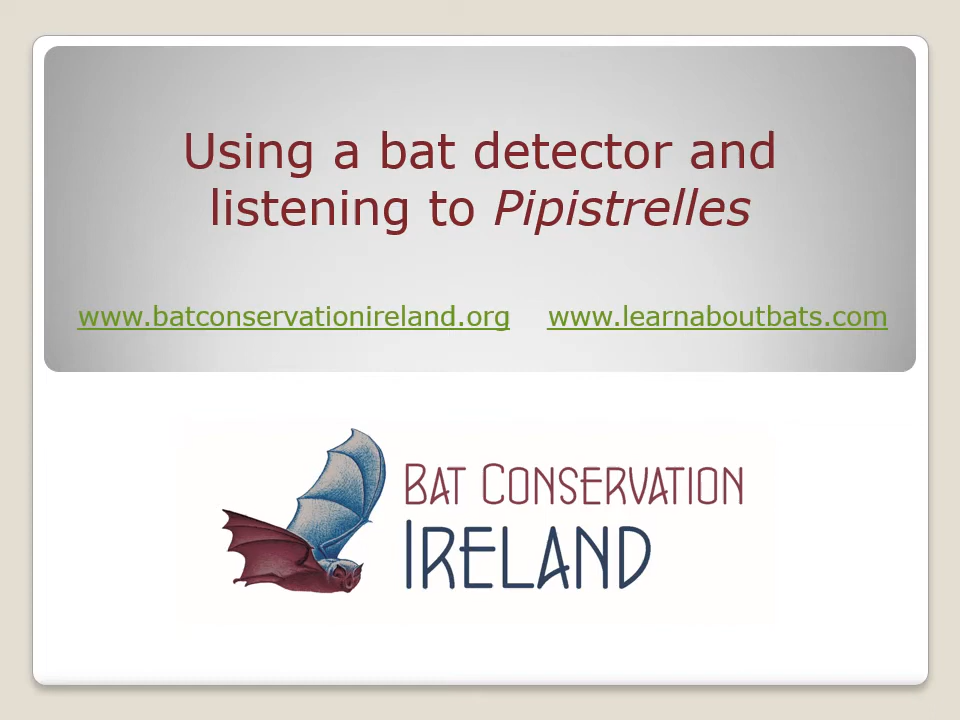 Using a bat detector and
listening to Pipistrelles
www.batconservationireland.org www.learnaboutbats.com
BAT CONSERVATION
IRELAND